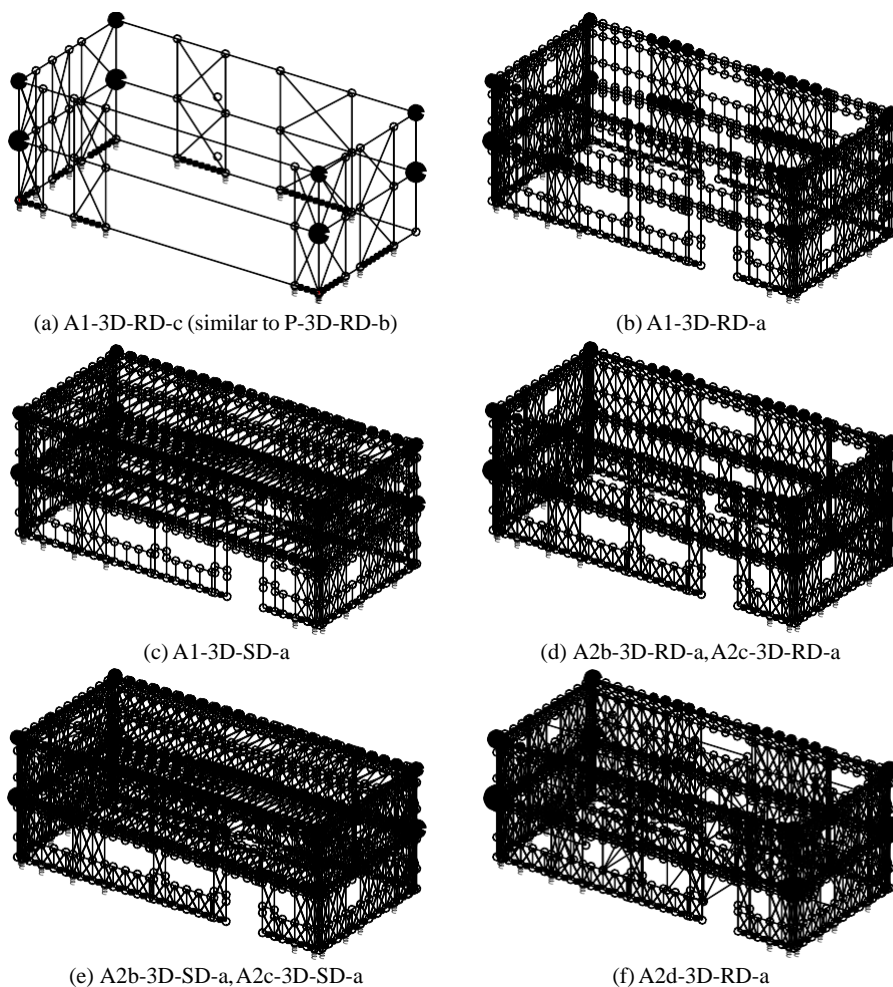 (a) A1-3D-RD-c (similar to P-3D-RD-b)
(b) A1-3D-RD-a
(c) A1-3D-SD-a
(d) A2b-3D-RD-a, A2c-3D-RD-a
(e) A2b-3D-SD-a, A2c-3D-SD-a
(f) A2d-3D-RD-a